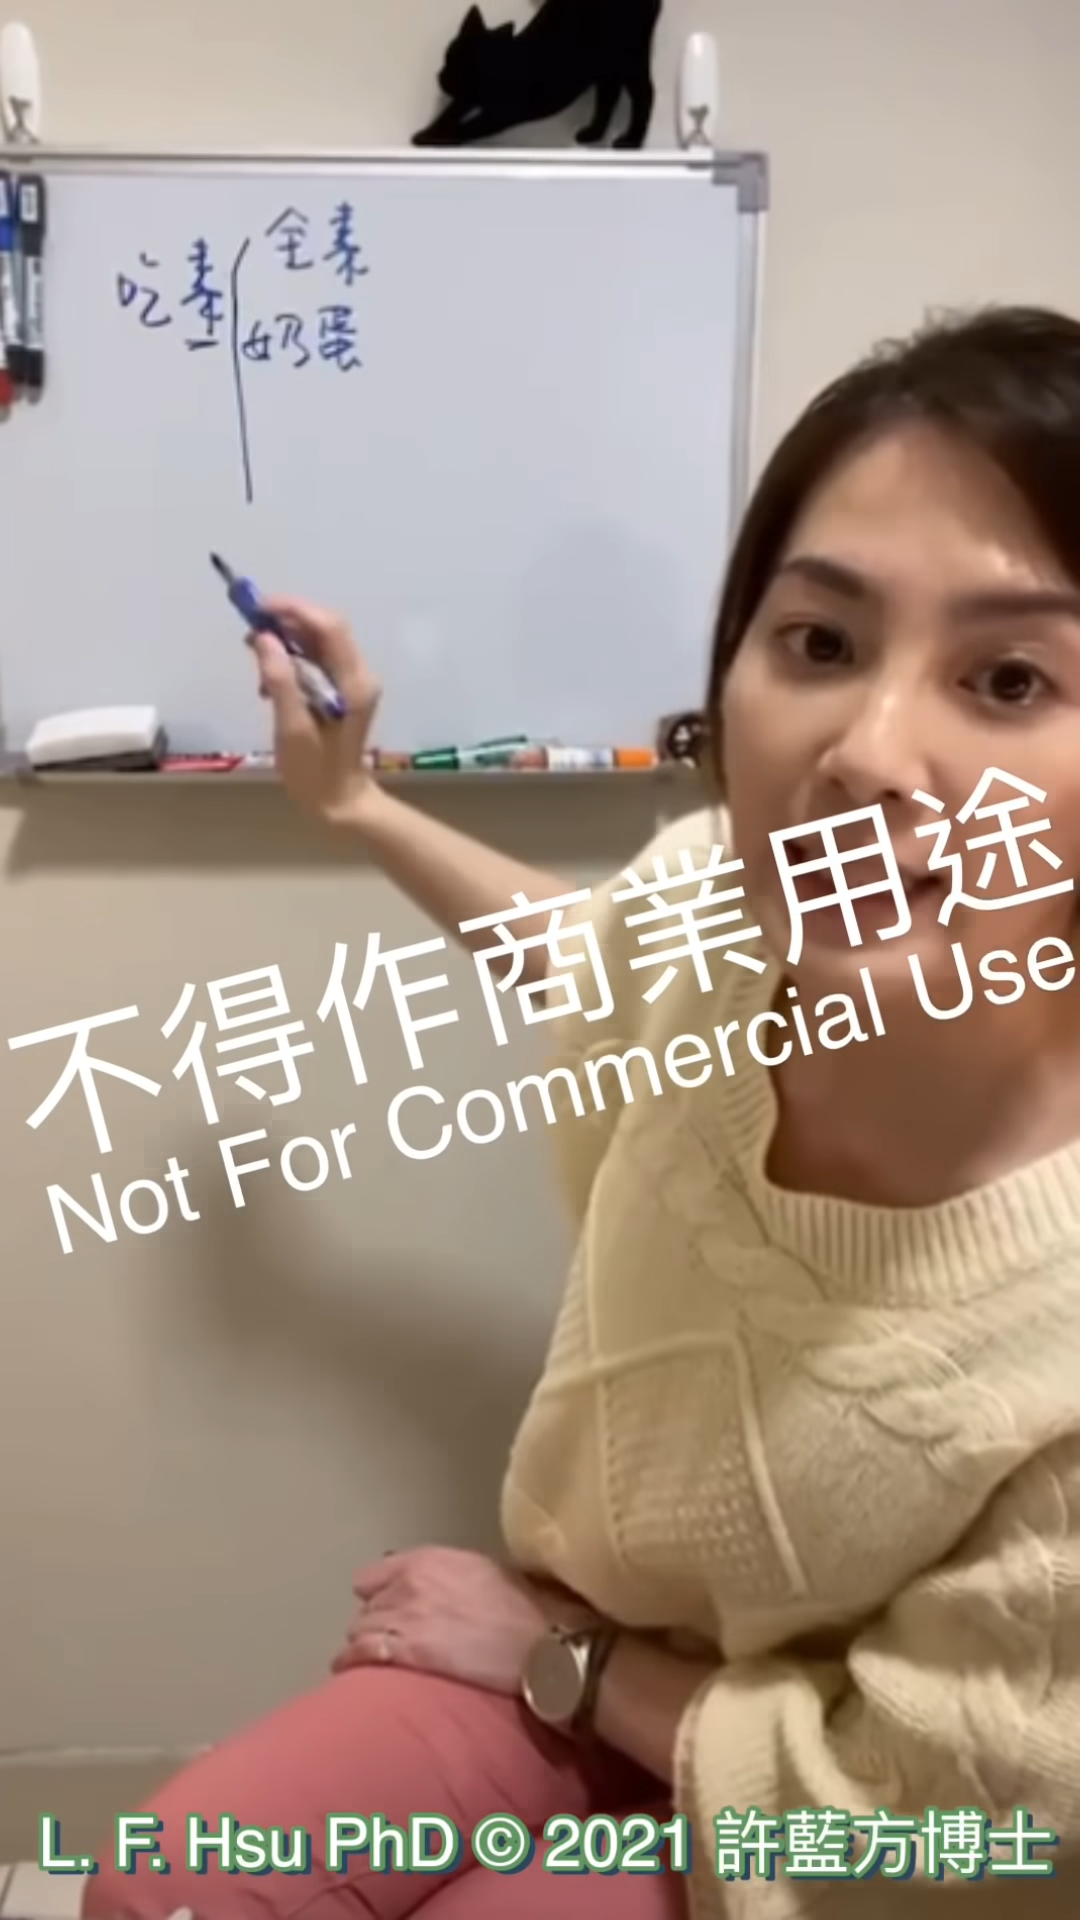 全素
吃素
奶蛋
不得作商業用途
Not For Commercial Use
L. F. Hsu PhD © 2021 許藍方博士